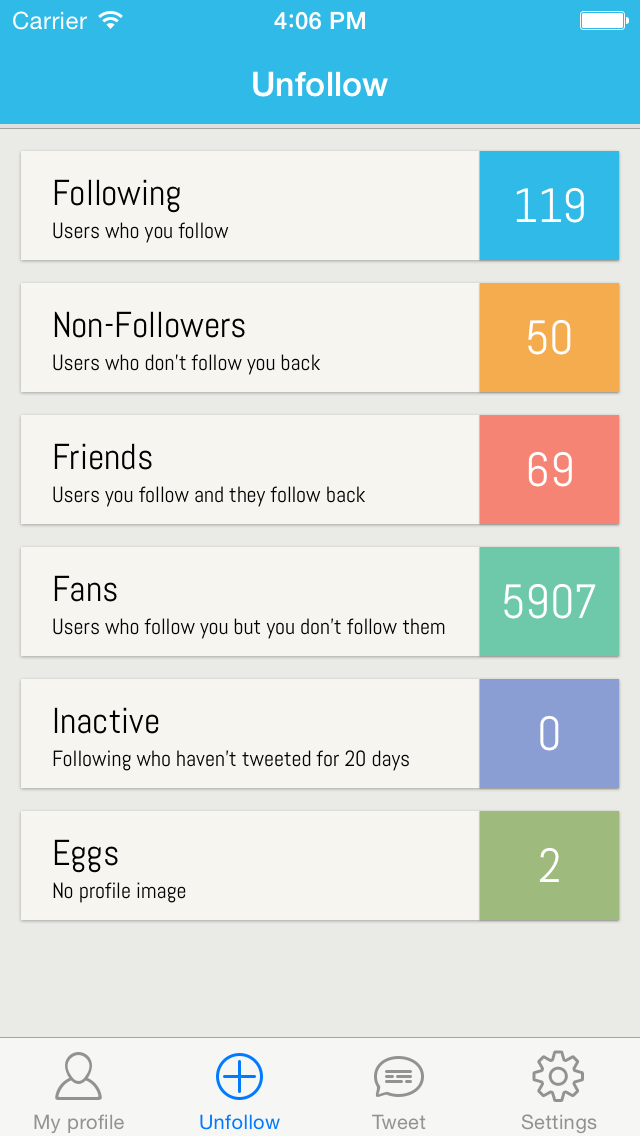 Carrier 4:06 PM
Unfollow
Following
Users who you follow
119
Non-Followers
Users who don't follow you back
50
Friends
Users you follow and they follow back
69
Fans
Users who follow you but you don't follow them
5907
Inactive
Following who haven't tweeted for 20 days
0
Eggs
No profile image
2
My profile Unfollow Tweet Settings